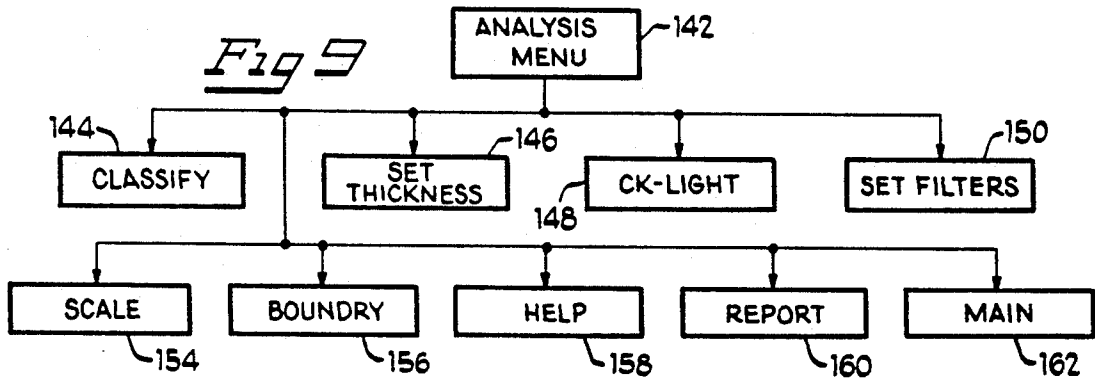 Fig 9
ANALYSIS
MENU
142
144
CLASSIFY
146
SET
THICKNESS
148
CK-LIGHT
150
SET FILTERS
SCALE
154
BOUNDRY
156
HELP
158
REPORT
160
MAIN
162